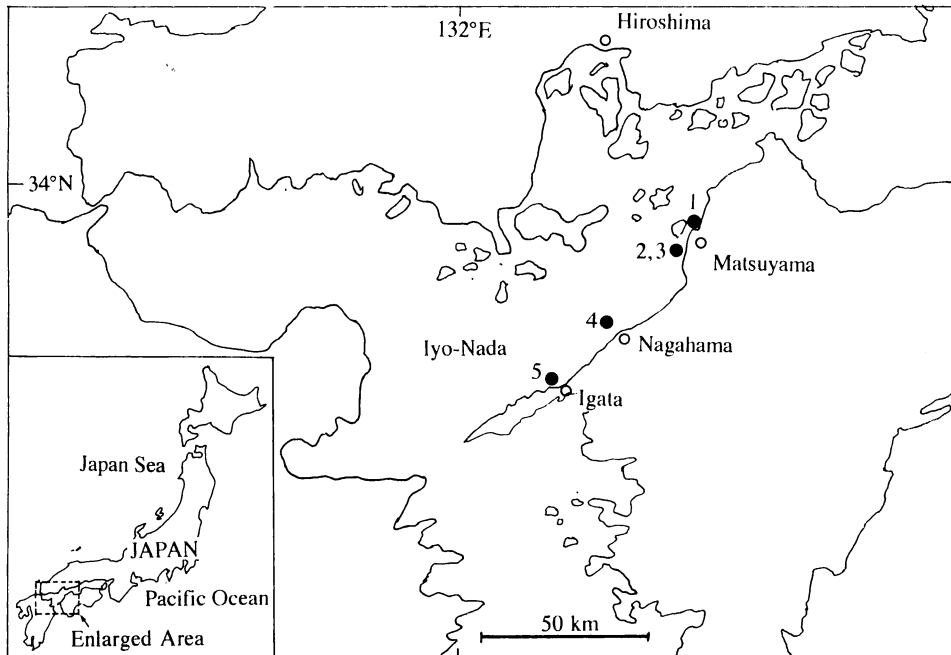 Hiroshima
132°E
34°N
1
2,3
Matsuyama
4
Nagahama
Iyo-Nada
5
Igata
Japan Sea
JAPAN
Pacific Ocean
Enlarged Area
50 km